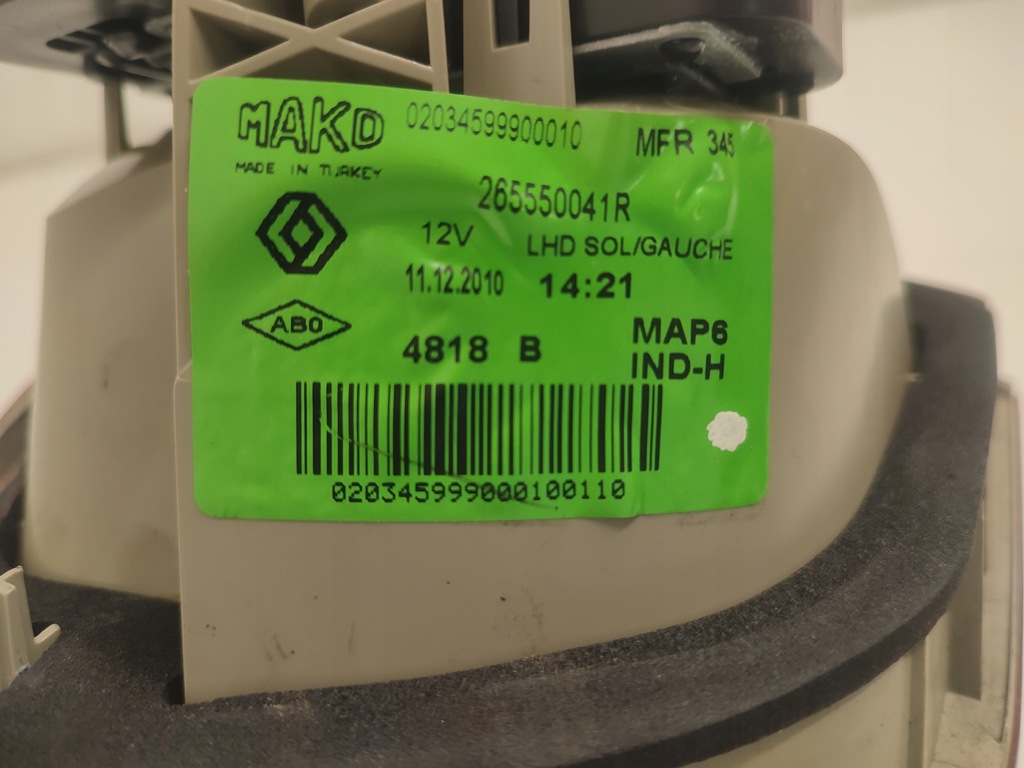 MAKO 02034599900010 MFR 345
MADE IN TURKEY
265550041R
12V LHD SOL/GAUCHE
11.12.2010 14:21
ABO
4818 B MAP6
IND-H
020345999000100110